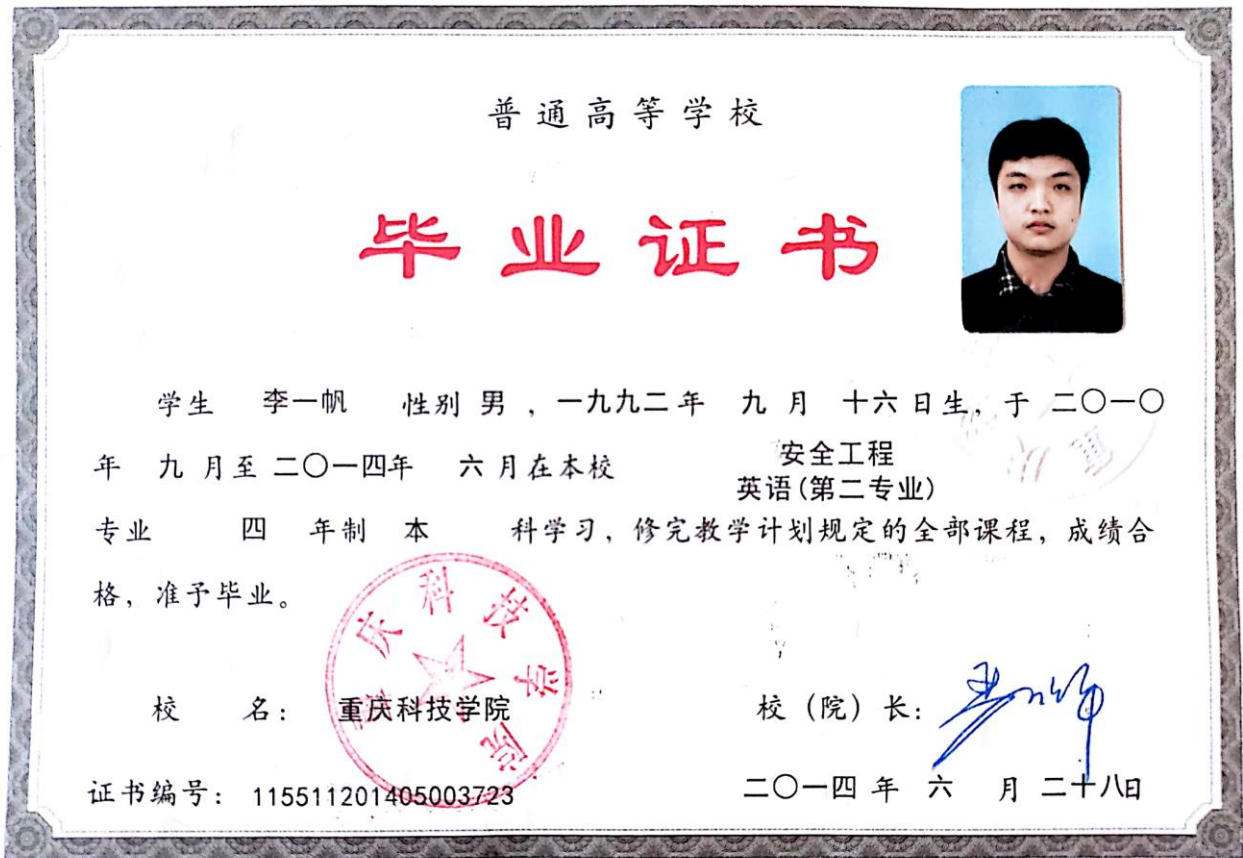 普通高等学校
毕业证书
学生 李一帆 性别 男 ，一九九二 年 九 月 十六 日生，于 二〇一〇
年 九 月至 二〇一四年 六 月在本校 安全工程
英语(第二专业)
专业 四 年制 本 科学习，修完教学计划规定的全部课程，成绩合
格，准予毕业。
重庆科技学院
校 名： 重庆科技学院 校（院）长：
证书编号： 115511201405003723 二〇一四 年 六 月 二十八日